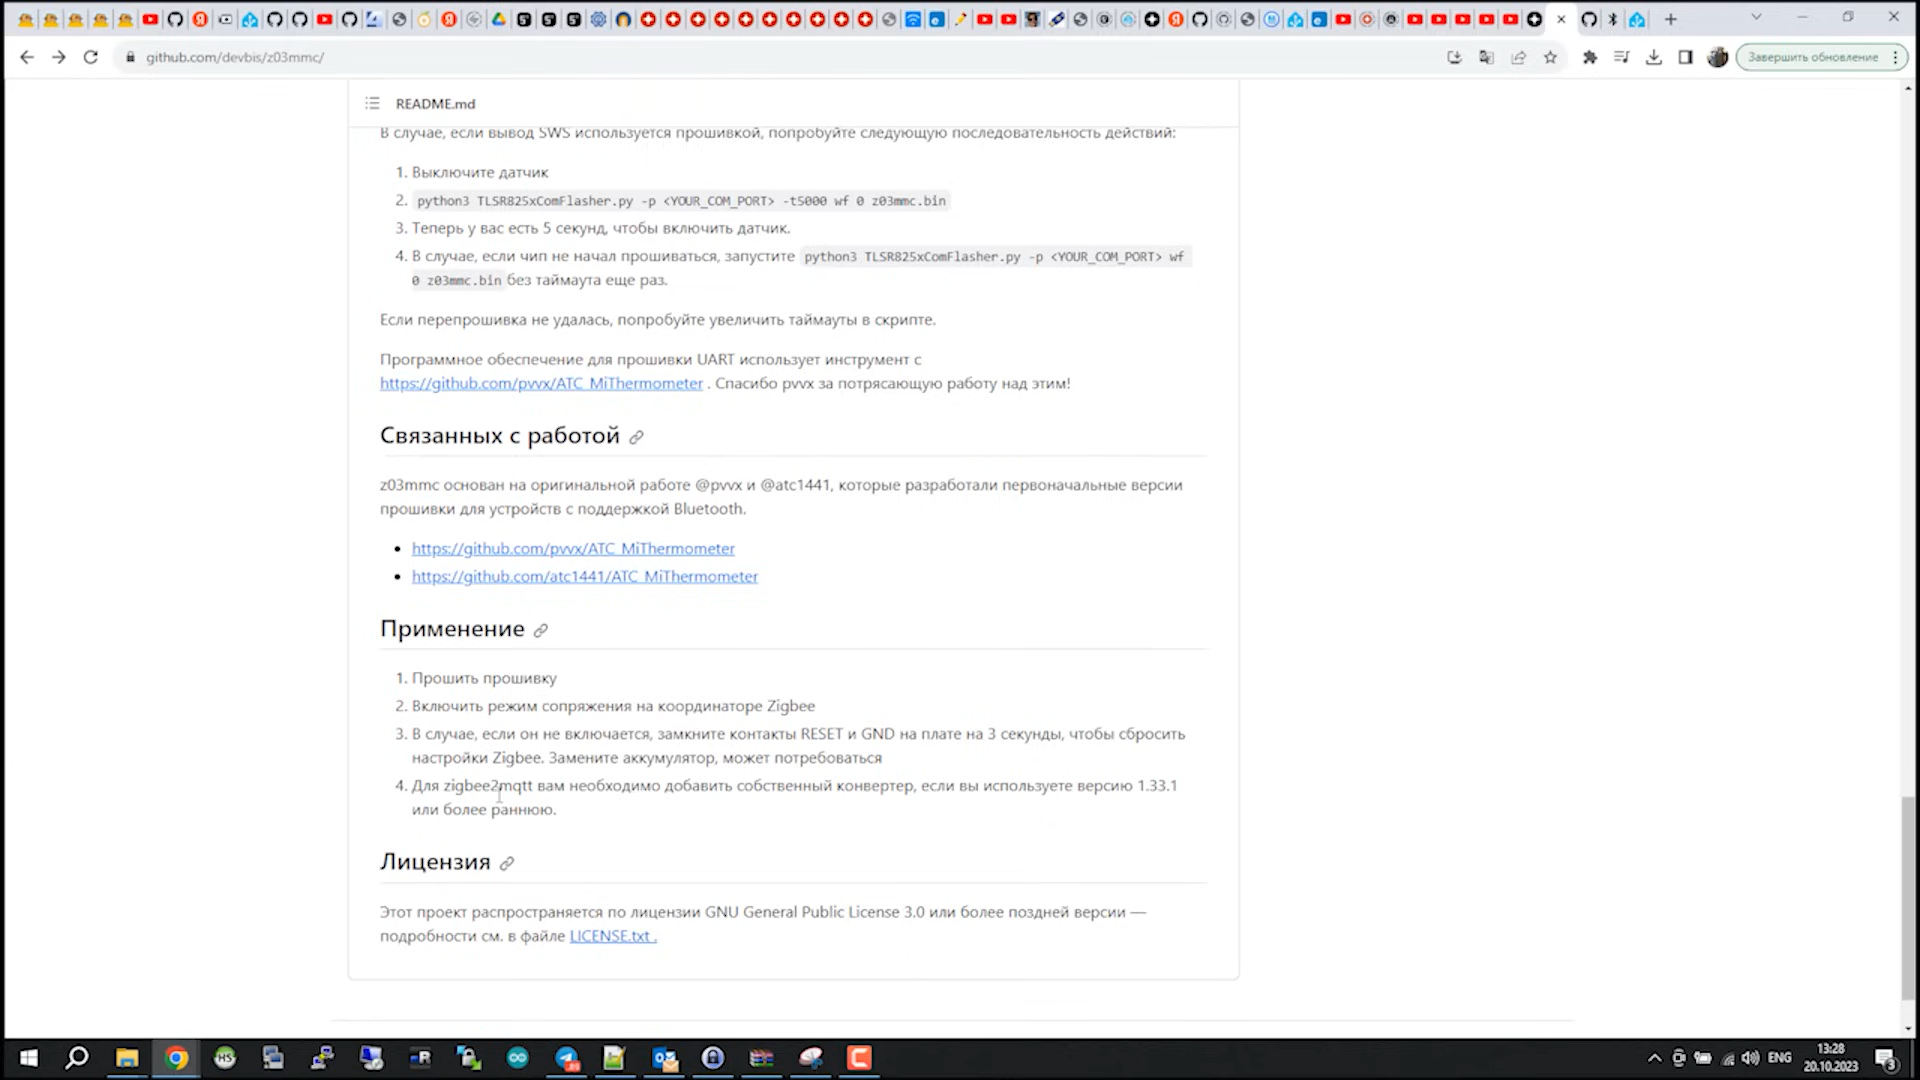 github.com/devbis/z03mmc/
Завершить обновление
README.md
В случае, если вывод SWS используется прошивкой, попробуйте следующую последовательность действий:
1. Выключите датчик
2. python3 TLSR825xComFlasher.py -p <YOUR_COM_PORT> -t5000 wf 0 z03mmc.bin
3. Теперь у вас есть 5 секунд, чтобы включить датчик.
4. В случае, если чип не начал прошиваться, запустите python3 TLSR825xComFlasher.py -p <YOUR_COM_PORT> wf
0 z03mmc.bin без таймаута еще раз.
Если перепрошивка не удалась, попробуйте увеличить таймауты в скрипте.
Программное обеспечение для прошивки UART использует инструмент с
https://github.com/pvvx/ATC_MiThermometer . Спасибо pvvx за потрясающую работу над этим!
Связанных с работой
z03mmc основан на оригинальной работе @pvvx и @atc1441, которые разработали первоначальные версии
прошивки для устройств с поддержкой Bluetooth.
• https://github.com/pvvx/ATC_MiThermometer
• https://github.com/atc1441/ATC_MiThermometer
Применение
1. Прошить прошивку
2. Включить режим сопряжения на координаторе Zigbee
3. В случае, если он не включается, замкните контакты RESET и GND на плате на 3 секунды, чтобы сбросить
настройки Zigbee. Замените аккумулятор, может потребоваться
4. Для zigbee2mqtt вам необходимо добавить собственный конвертер, если вы используете версию 1.33.1
или более раннюю.
Лицензия
Этот проект распространяется по лицензии GNU General Public License 3.0 или более поздней версии —
подробности см. в файле LICENSE.txt .
ENG
13:28
20.10.2023
3